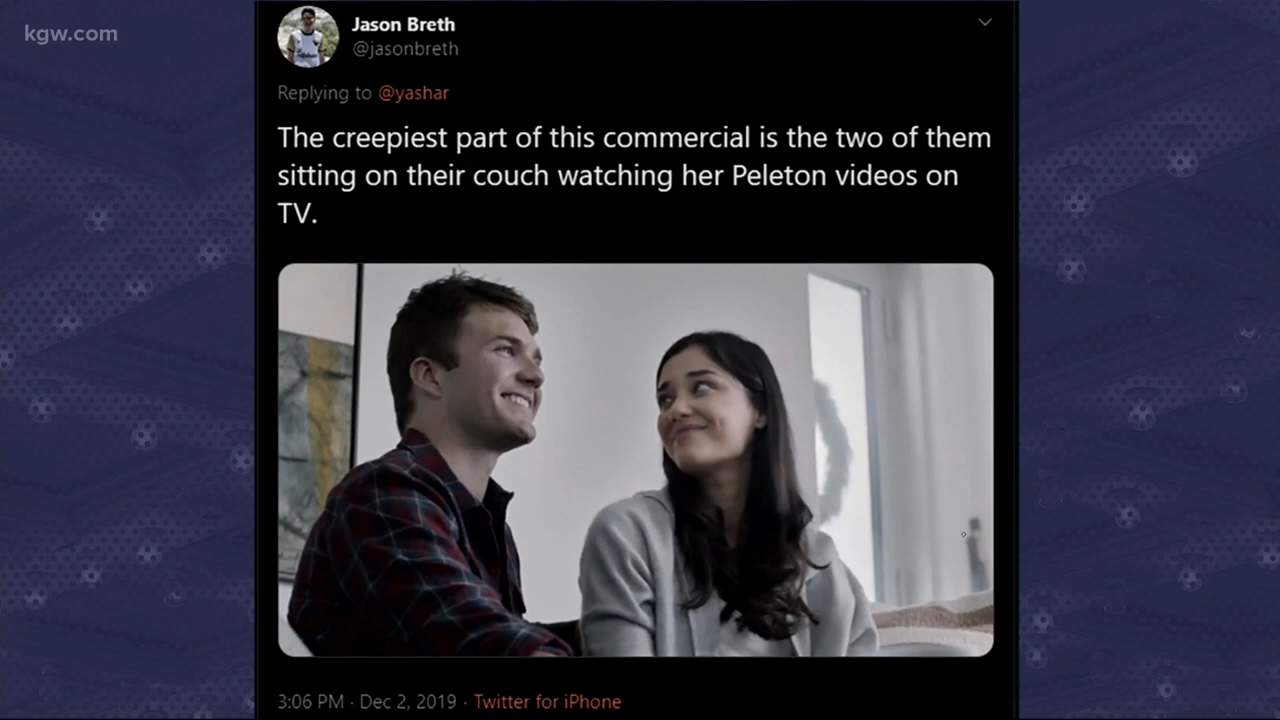 kgw.com
Jason Breth
@jasonbreth
Replying to @yashar
The creepiest part of this commercial is the two of them
sitting on their couch watching her Peleton videos on
TV.
3:06 PM · Dec 2, 2019 · Twitter for iPhone